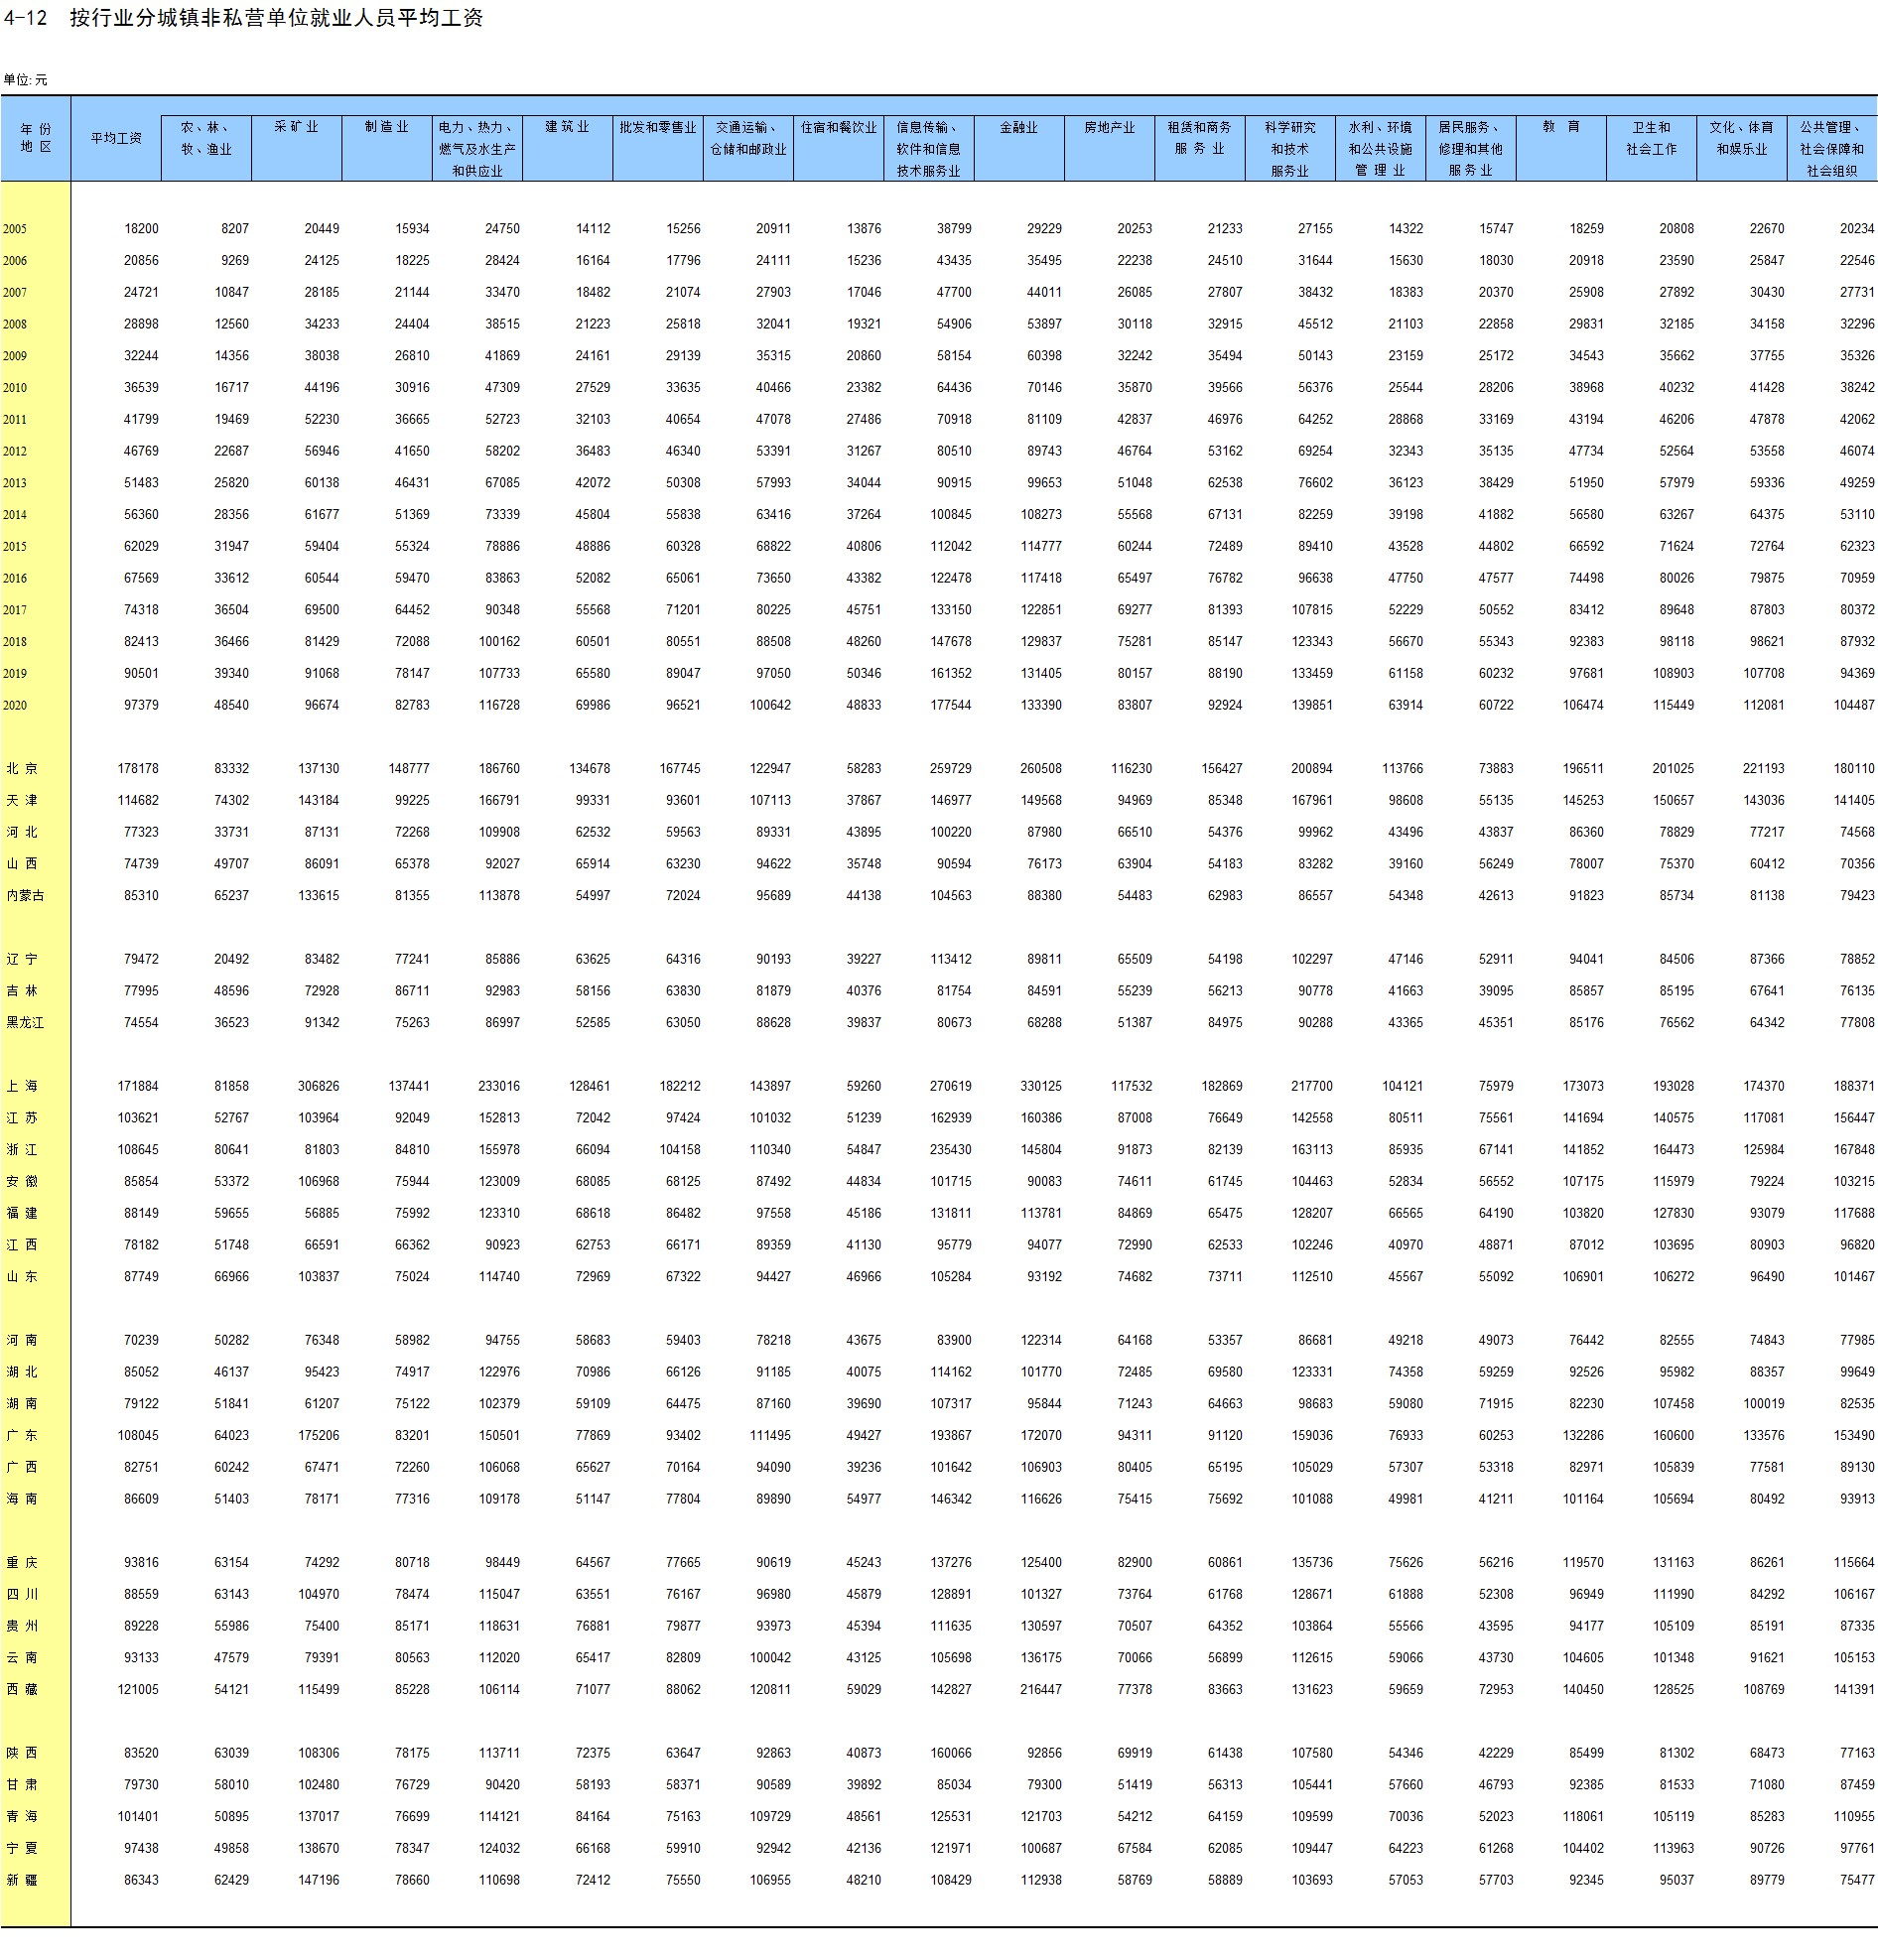 4-12 按行业分城镇非私营单位就业人员平均工资
单位:元
年 份 地 区 平均工资 农、林、牧、渔业 采 矿 业 制 造 业 电力、热力、燃气及水生产和供应业 建 筑 业 批发和零售业 交通运输、仓储和邮政业 住宿和餐饮业 信息传输、软件和信息技术服务业 金融业 房地产业 租赁和商务服 务 业 科学研究和技术服务业 水利、环境和公共设施管 理 业 居民服务、修理和其他服 务 业 教 育 卫生和社会工作 文化、体育和娱乐业 公共管理、社会保障和社会组织
2005 18200 8207 20449 15934 24750 14112 15256 20911 13876 38799 29229 20253 21233 27155 14322 15747 18259 20808 22670 20234
2006 20856 9269 24125 18225 28424 16164 17796 24111 15236 43435 35495 22238 24510 31644 15630 18030 20918 23590 25847 22546
2007 24721 10847 28185 21144 33470 18482 21074 27903 17046 47700 44011 26085 27807 38432 18383 20370 25908 27892 30430 27731
2008 28898 12560 34233 24404 38515 21223 25818 32041 19321 54906 53897 30118 32915 45512 21103 22858 29831 32185 34158 32296
2009 32244 14356 38038 26810 41869 24161 29139 35315 20860 58154 60398 32242 35494 50143 23159 25172 34543 35662 37755 35326
2010 36539 16717 44196 30916 47309 27529 33635 40466 23382 64436 70146 35870 39566 56376 25544 28206 38968 40232 41428 38242
2011 41799 19469 52230 36665 52723 32103 40654 47078 27486 70918 81109 42837 46976 64252 28868 33169 43194 46206 47878 42062
2012 46769 22687 56946 41650 58202 36483 46340 53391 31267 80510 89743 46764 53162 69254 32343 35135 47734 52564 53558 46074
2013 51483 25820 60138 46431 67085 42072 50308 57993 34044 90915 99653 51048 62538 76602 36123 38429 51950 57979 59336 49259
2014 56360 28356 61677 51369 73339 45804 55838 63416 37264 100845 108273 55568 67131 82259 39198 41882 56580 63267 64375 53110
2015 62029 31947 59404 55324 78886 48886 60328 68822 40806 112042 114777 60244 72489 89410 43528 44802 66592 71624 72764 62323
2016 67569 33612 60544 59470 83863 52082 65061 73650 43382 122478 117418 65497 76782 96638 47750 47577 74498 80026 79875 70959
2017 74318 36504 69500 64452 90348 55568 71201 80225 45751 133150 122851 69277 81393 107815 52229 50552 83412 89648 87803 80372
2018 82413 36466 81429 72088 100162 60501 80551 88508 48260 147678 129837 75281 85147 123343 56670 55343 92383 98118 98621 87932
2019 90501 39340 91068 78147 107733 65580 89047 97050 50346 161352 131405 80157 88190 133459 61158 60232 97681 108903 107708 94369
2020 97379 48540 96674 82783 116728 69986 96521 100642 48833 177544 133390 83807 92924 139851 63914 60722 106474 115449 112081 104487
北 京 178178 83332 137130 148777 186760 134678 167745 122947 58283 259729 260508 116230 156427 200894 113766 73883 196511 201025 221193 180110
天 津 114682 74302 143184 99225 166791 99331 93601 107113 37867 146977 149568 94969 85348 167961 98608 55135 145253 150657 143036 141405
河 北 77323 33731 87131 72268 109908 62532 59563 89331 43895 100220 87980 66510 54376 99962 43496 43837 86360 78829 77217 74568
山 西 74739 49707 86091 65378 92027 65914 63230 94622 35748 90594 76173 63904 54183 83282 39160 56249 78007 75370 60412 70356
内蒙古 85310 65237 133615 81355 113878 54997 72024 95689 44138 104563 88380 54483 62983 86557 54348 42613 91823 85734 81138 79423
辽 宁 79472 20492 83482 77241 85886 63625 64316 90193 39227 113412 89811 65509 54198 102297 47146 52911 94041 84506 87366 78852
吉 林 77995 48596 72928 86711 92983 58156 63830 81879 40376 81754 84591 55239 56213 90778 41663 39095 85857 85195 67641 76135
黑龙江 74554 36523 91342 75263 86997 52585 63050 88628 39837 80673 68288 51387 84975 90288 43365 45351 85176 76562 64342 77808
上 海 171884 81858 306826 137441 233016 128461 182212 143897 59260 270619 330125 117532 182869 217700 104121 75979 173073 193028 174370 188371
江 苏 103621 52767 103964 92049 152813 72042 97424 101032 51239 162939 160386 87008 76649 142558 80511 75561 141694 140575 117081 156447
浙 江 108645 80641 81803 84810 155978 66094 104158 110340 54847 235430 145804 91873 82139 163113 85935 67141 141852 164473 125984 167848
安 徽 85854 53372 106968 75944 123009 68085 68125 87492 44834 101715 90083 74611 61745 104463 52834 56552 107175 115979 79224 103215
福 建 88149 59655 56885 75992 123310 68618 86482 97558 45186 131811 113781 84869 65475 128207 66565 64190 103820 127830 93079 117688
江 西 78182 51748 66591 66362 90923 62753 66171 89359 41130 95779 94077 72990 62533 102246 40970 48871 87012 103695 80903 96820
山 东 87749 66966 103837 75024 114740 72969 67322 94427 46966 105284 93192 74682 73711 112510 45567 55092 106901 106272 96490 101467
河 南 70239 50282 76348 58982 94755 58683 59403 78218 43675 83900 122314 64168 53357 86681 49218 49073 76442 82555 74843 77985
湖 北 85052 46137 95423 74917 122976 70986 66126 91185 40075 114162 101770 72485 69580 123331 74358 59259 92526 95982 88357 99649
湖 南 79122 51841 61207 75122 102379 59109 64475 87160 39690 107317 95844 71243 64663 98683 59080 71915 82230 107458 100019 82535
广 东 108045 64023 175206 83201 150501 77869 93402 111495 49427 193867 172070 94311 91120 159036 76933 60253 132286 160600 133576 153490
广 西 82751 60242 67471 72260 106068 65627 70164 94090 39236 101642 106903 80405 65195 105029 57307 53318 82971 105839 77581 89130
海 南 86609 51403 78171 77316 109178 51147 77804 89890 54977 146342 116626 75415 75692 101088 49981 41211 101164 105694 80492 93913
重 庆 93816 63154 74292 80718 98449 64567 77665 90619 45243 137276 125400 82900 60861 135736 75626 56216 119570 131163 86261 115664
四 川 88559 63143 104970 78474 115047 63551 76167 96980 45879 128891 101327 73764 61768 128671 61888 52308 96949 111990 84292 106167
贵 州 89228 55986 75400 85171 118631 76881 79877 93973 45394 111635 130597 70507 64352 103864 55566 43595 94177 105109 85191 87335
云 南 93133 47579 79391 80563 112020 65417 82809 100042 43125 105698 136175 70066 56899 112615 59066 43730 104605 101348 91621 105153
西 藏 121005 54121 115499 85228 106114 71077 88062 120811 59029 142827 216447 77378 83663 131623 59659 72953 140450 128525 108769 141391
陕 西 83520 63039 108306 78175 113711 72375 63647 92863 40873 160066 92856 69919 61438 107580 54346 42229 85499 81302 68473 77163
甘 肃 79730 58010 102480 76729 90420 58193 58371 90589 39892 85034 79300 51419 56313 105441 57660 46793 92385 81533 71080 87459
青 海 101401 50895 137017 76699 114121 84164 75163 109729 48561 125531 121703 54212 64159 109599 70036 52023 118061 105119 85283 110955
宁 夏 97438 49858 138670 78347 124032 66168 59910 92942 42136 121971 100687 67584 62085 109447 64223 61268 104402 113963 90726 97761
新 疆 86343 62429 147196 78660 110698 72412 75550 106955 48210 108429 112938 58769 58889 103693 57053 57703 92345 95037 89779 75477